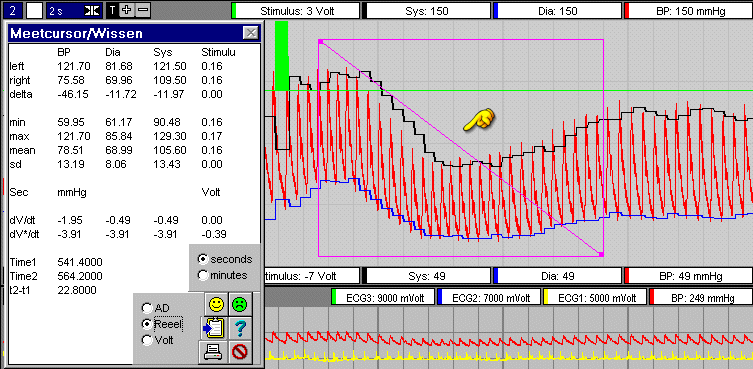 2 2 s T Stimulus: 3 Volt Sys: 150 Dia: 150 BP: 150 mmHg
Meetcursor/Wissen
BP Dia Sys Stimulu
left 121.70 81.68 121.50 0.16
right 75.58 69.96 109.50 0.16
delta -46.15 -11.72 -11.97 0.00
min 59.95 61.17 90.48 0.16
max 121.70 85.84 129.30 0.17
mean 78.51 68.99 105.60 0.16
sd 13.19 8.06 13.43 0.00
Sec mmHg Volt
dV/dt -1.95 -0.49 -0.49 0.00
dV*/dt -3.91 -3.91 -3.91 -0.39
Time1 541.4000
Time2 564.2000
t2-t1 22.8000
seconds
minutes
AD
Reeel
Volt
?
timulus: -7 Volt Sys: 49 Dia: 49 BP: 49 mmHg
ECG3: 9000 mVolt ECG2: 7000 mVolt ECG1: 5000 mVolt BP: 249 mmHg